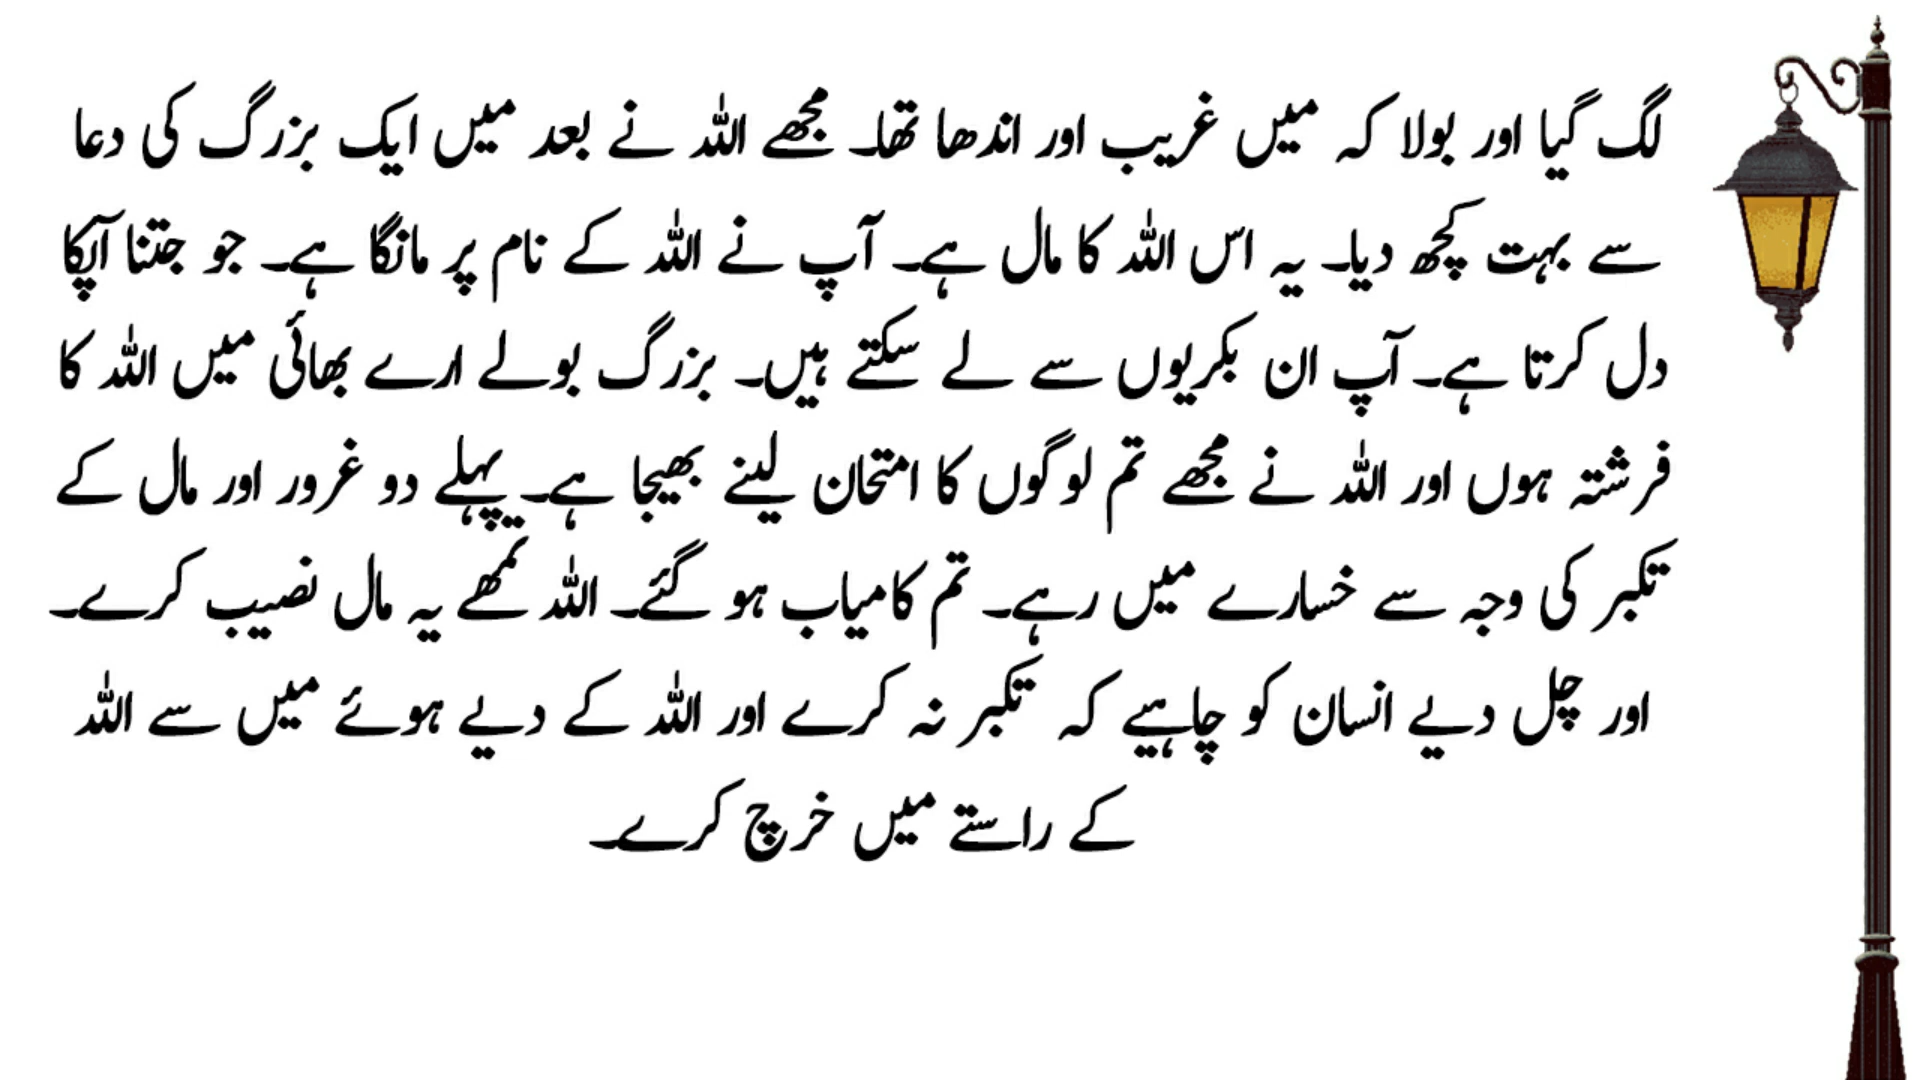 لگ گیا اور بولا کہ میں غریب اور اندھا تھا۔ مجھے اللہ نے بعد میں ایک بزرگ کی دعا
سے بہت کچھ دیا۔ یہ اس اللہ کا مال ہے۔ آپ نے اللہ کے نام پر مانگا ہے۔ جو جتنا آپکا
دل کرتا ہے۔ آپ ان بکریوں سے لے سکتے ہیں۔ بزرگ بولے ارے بھائی میں اللہ کا
فرشتہ ہوں اور اللہ نے مجھے تم لوگوں کا امتحان لینے بھیجا ہے۔ پہلے دو غرور اور مال کے
تکبر کی وجہ سے خسارے میں رہے۔ تم کامیاب ہو گئے۔ اللہ تمھے یہ مال نصیب کرے۔
اور چل دیے انسان کو چاہیے کہ تکبر نہ کرے اور اللہ کے دیے ہوئے میں سے اللہ
کے راستے میں خرچ کرے۔